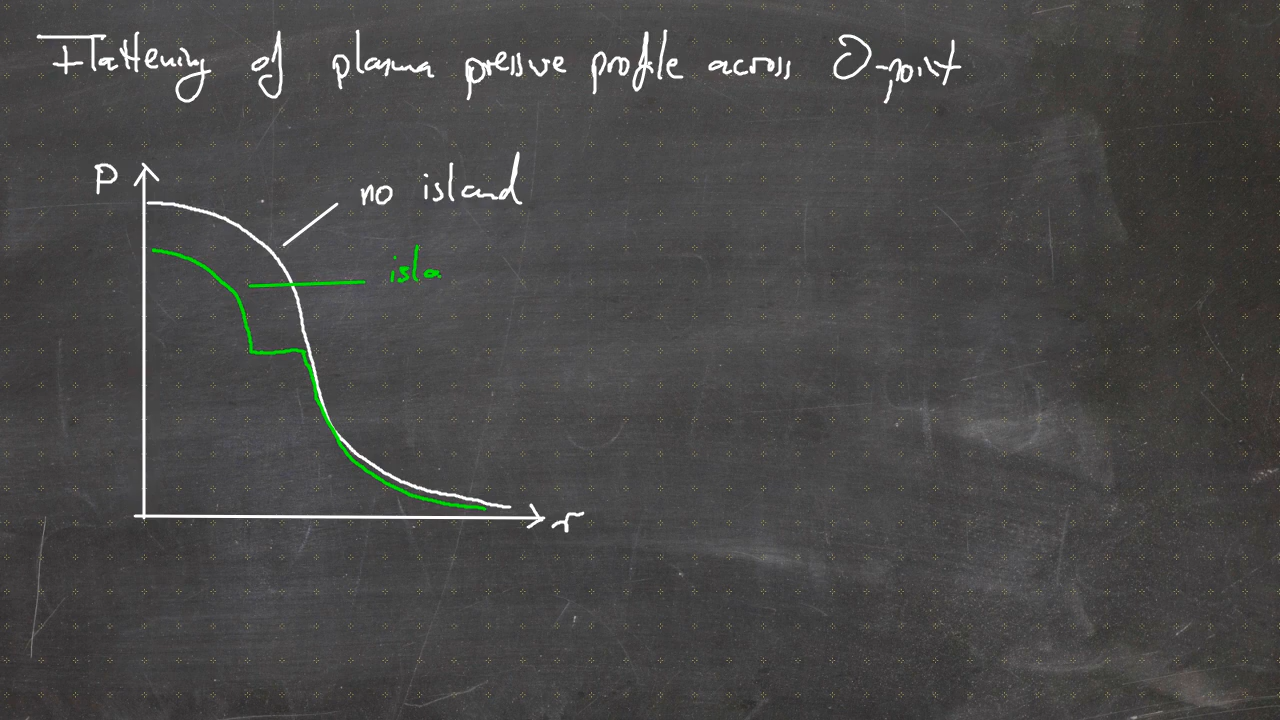 Flattening of plasma pressure profile across O-point
P
no island
isla
r